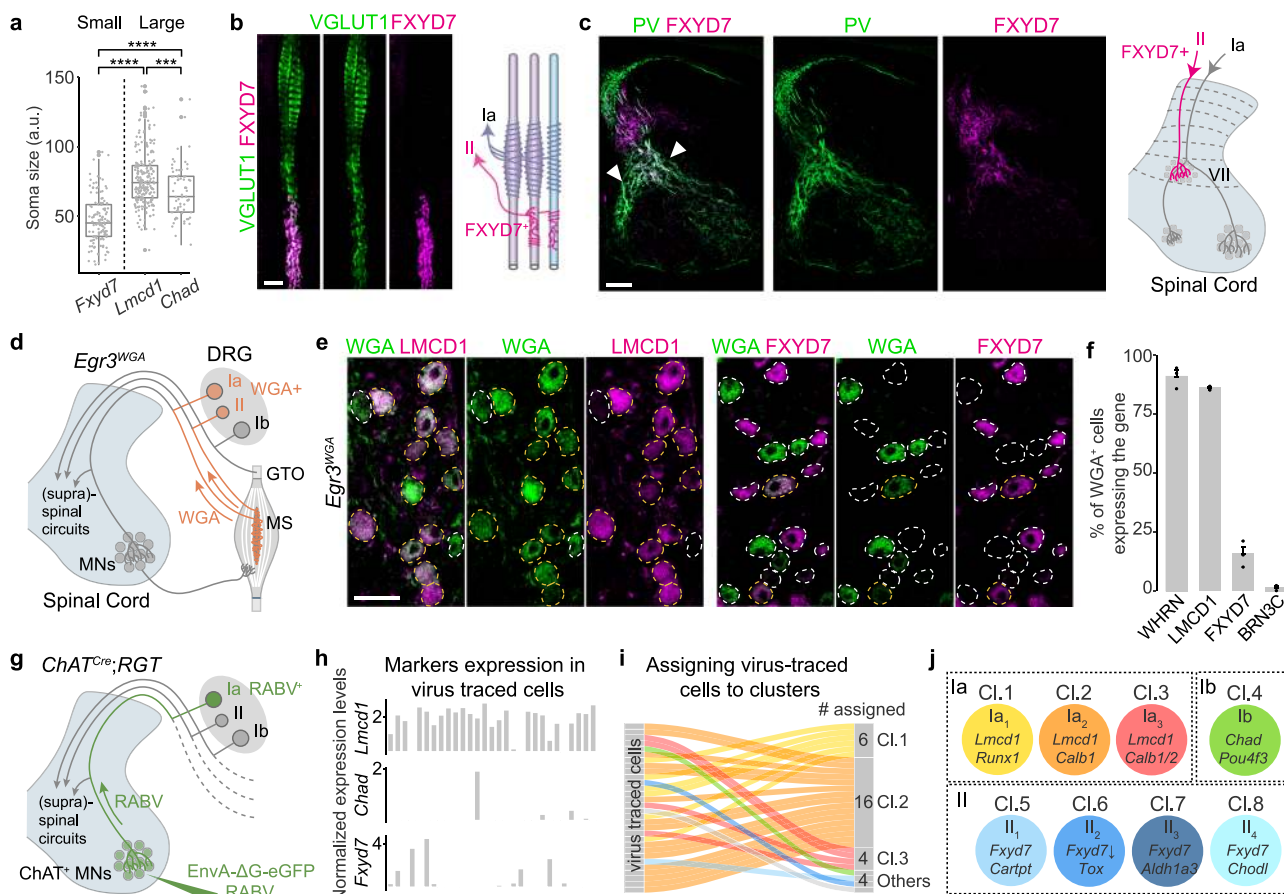 a
Small Large
****
**** ***
Soma size (a.u.)
150
100
50
Fxyd7
Lmcd1
Chad
b
VGLUT1 FXYD7
VGLUT1 FXYD7
Ia
II
FXYD7+
c
PV FXYD7
PV
FXYD7
II
FXYD7+
Ia
VII
Spinal Cord
d
Egr3WGA
DRG
Ia
WGA+
II
Ib
GTO
(supra)-
spinal
circuits
WGA
MS
MNs
Spinal Cord
e
WGA LMCD1
WGA
LMCD1
WGA FXYD7
WGA
FXYD7
Egr3WGA
f
% of WGA+ cells
expressing the gene
100
75
50
25
0
WHRN
LMCD1
FXYD7
BRN3C
g
ChATCre;RGT
Ia RABV+
II
Ib
(supra)-
spinal
circuits
RABV
ChAT+ MNs
EnvA-ΔG-eGFP
RABV
h
Markers expression in
virus traced cells
Normalized expression levels
Lmcd1
2
Chad
2
Fxyd7
4
2
i
Assigning virus-traced
cells to clusters
# assigned
virus traced cells
6 Cl.1
16 Cl.2
4 Cl.3
4 Others
j
Ia
Cl.1 Cl.2 Cl.3
Ia1 Ia2 Ia3
Lmcd1 Lmcd1 Lmcd1
Runx1 Calb1 Calb1/2
Ib
Cl.4
Ib
Chad
Pou4f3
II
Cl.5 Cl.6 Cl.7 Cl.8
II1 II2 II3 II4
Fxyd7 Fxyd7↓ Fxyd7 Fxyd7
Cartpt Tox Aldh1a3 Chodl